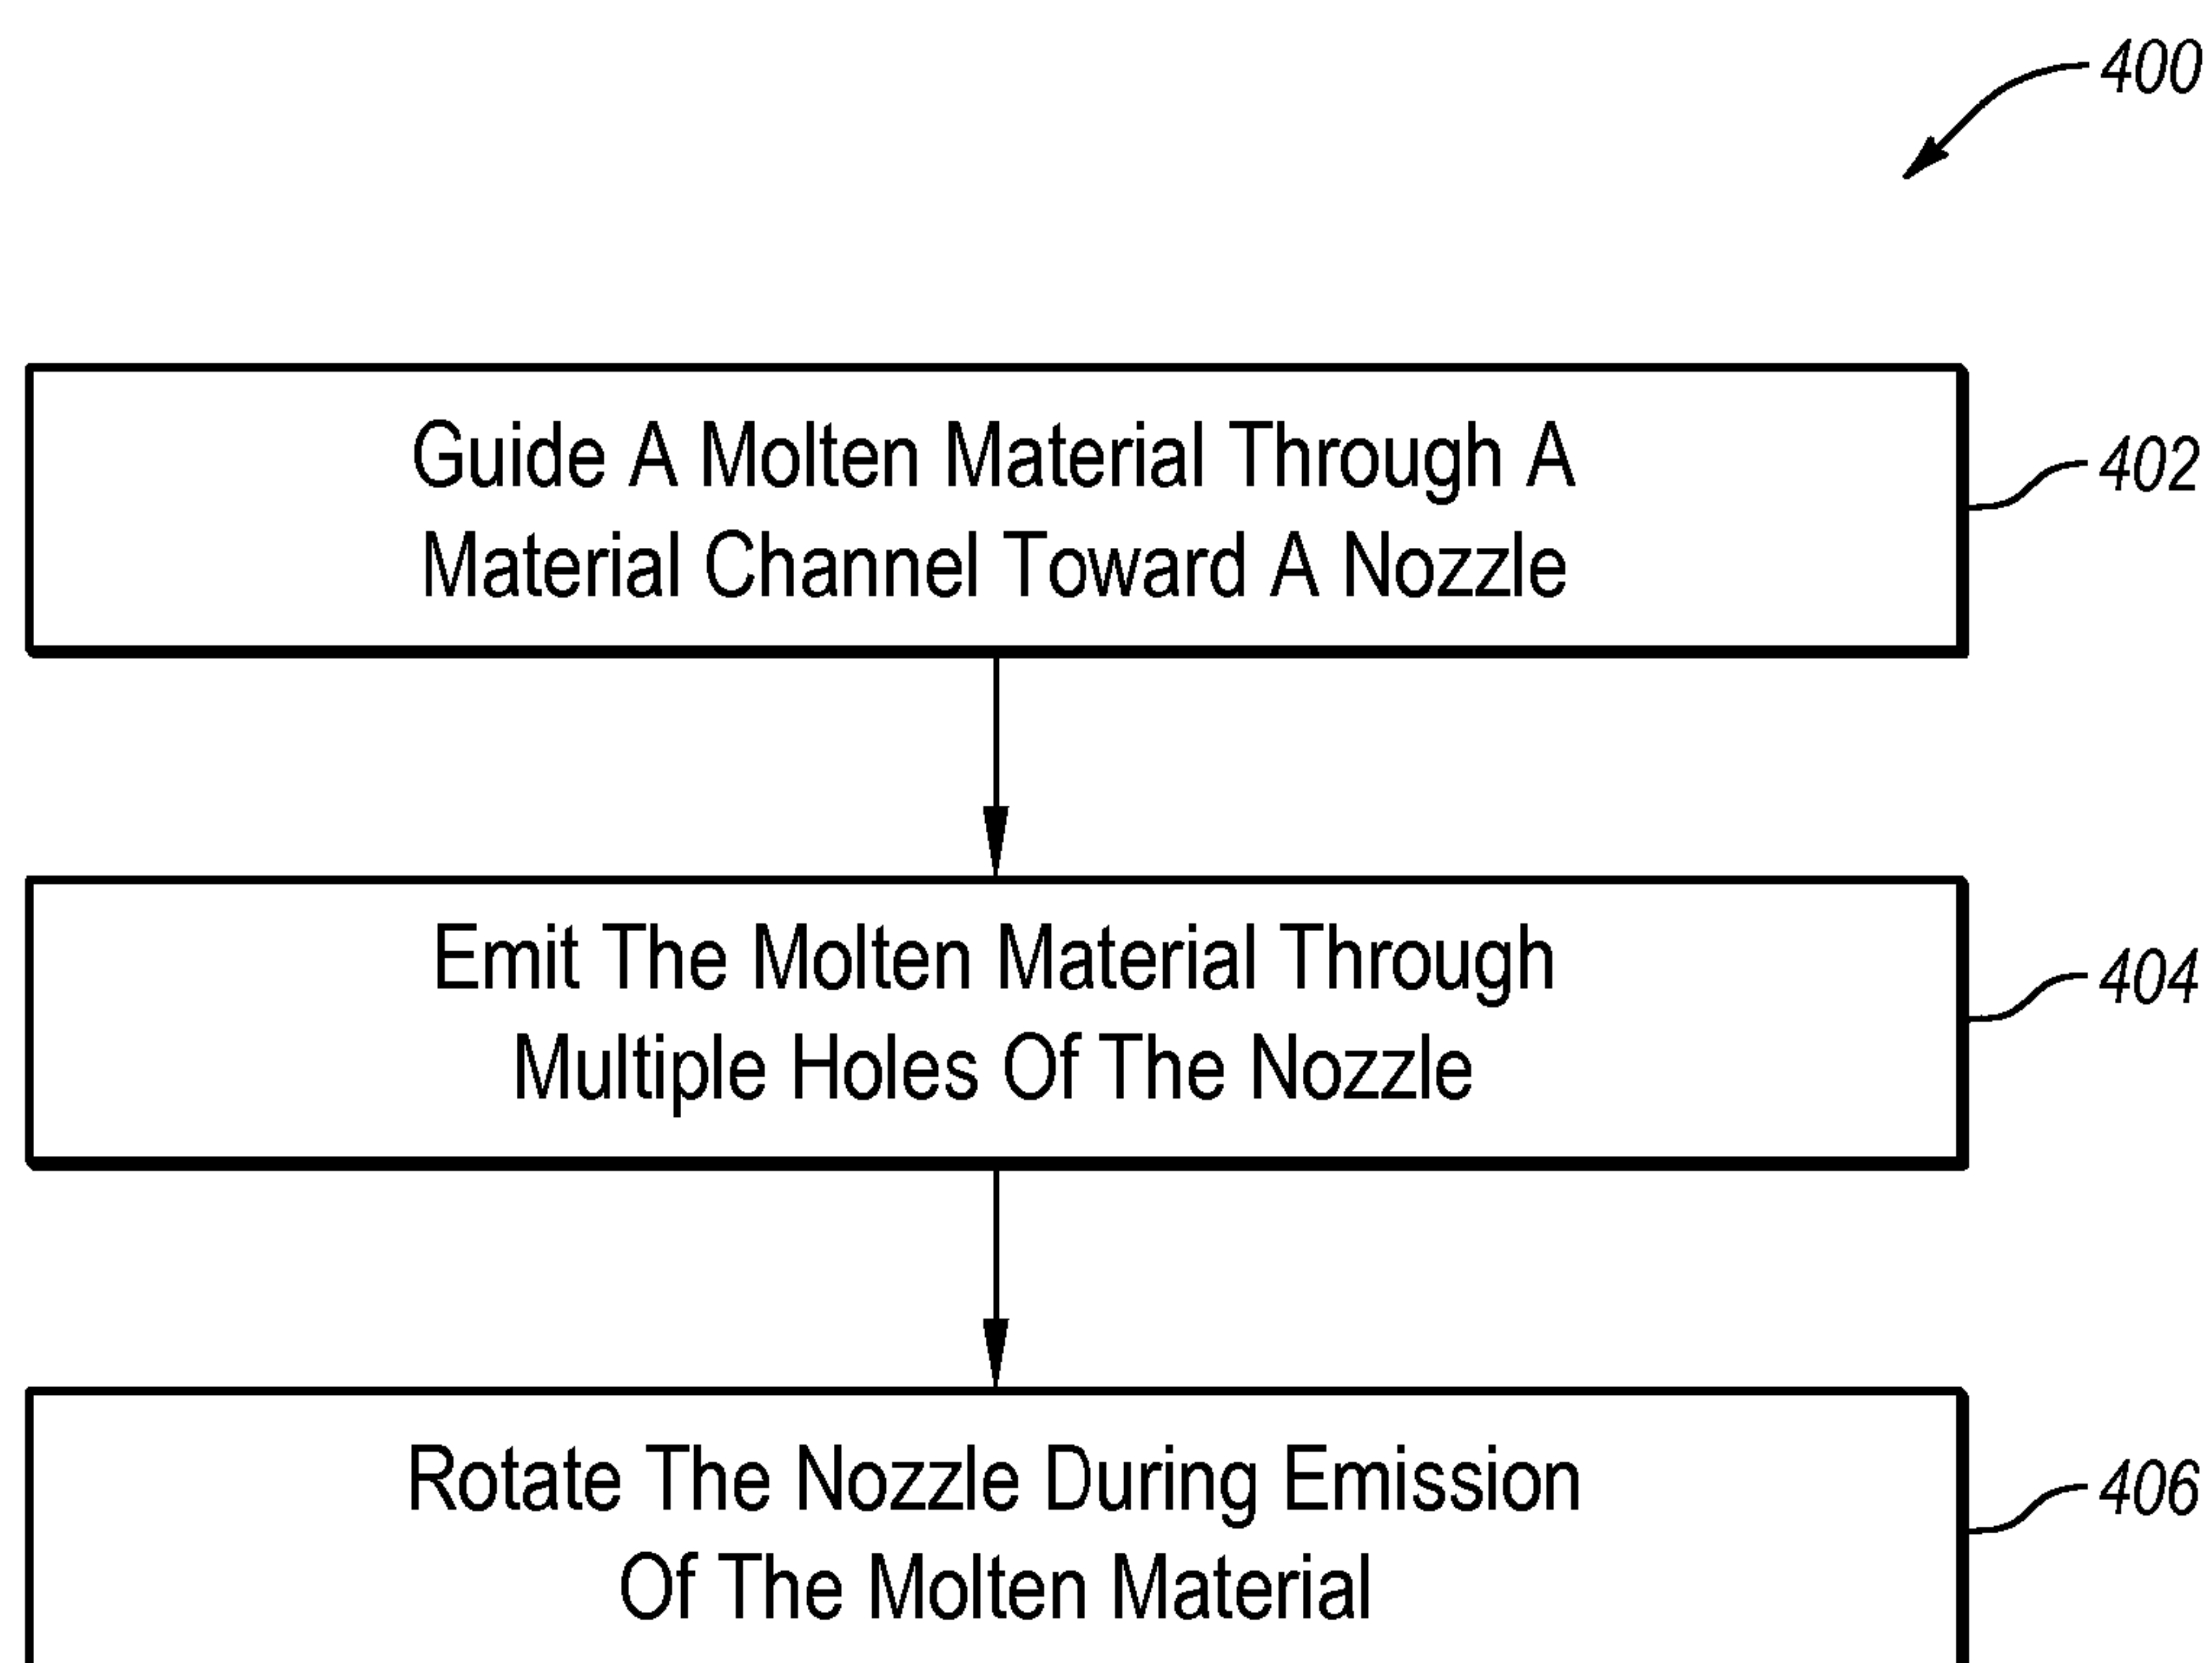 400
Guide A Molten Material Through A
Material Channel Toward A Nozzle
402
Emit The Molten Material Through
Multiple Holes Of The Nozzle
404
Rotate The Nozzle During Emission
Of The Molten Material
406